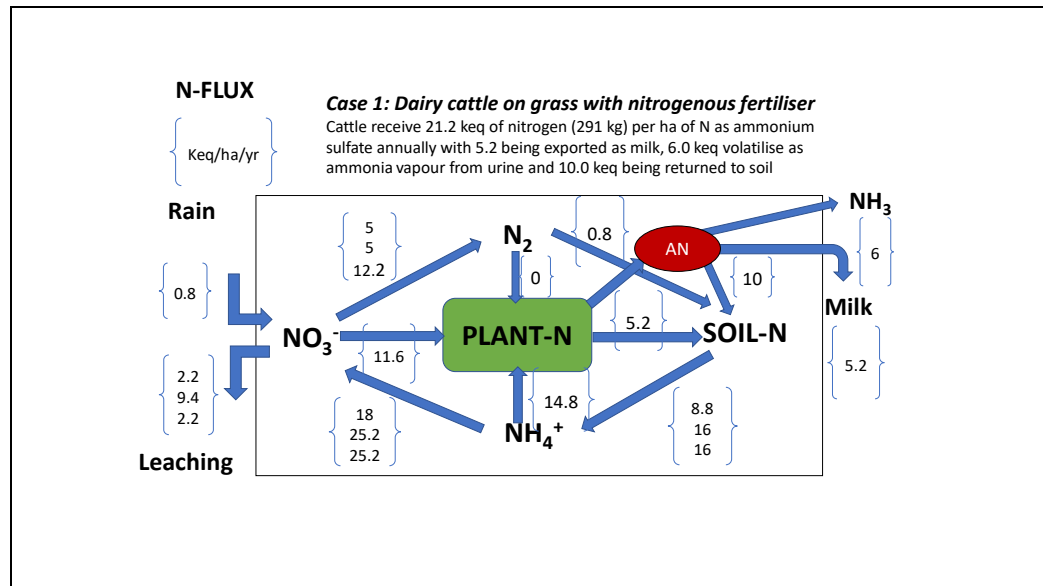 N-FLUX
Keq/ha/yr
Case 1: Dairy cattle on grass with nitrogenous fertiliser
Cattle receive 21.2 keq of nitrogen (291 kg) per ha of N as ammonium
sulfate annually with 5.2 being exported as milk, 6.0 keq volatilise as
ammonia vapour from urine and 10.0 keq being returned to soil
Rain
0.8
5
5
12.2
N₂
0
0.8
AN
10
NH₃
6
Milk
5.2
NO₃⁻
11.6
PLANT-N
5.2
SOIL-N
2.2
9.4
2.2
Leaching
18
25.2
25.2
14.8
NH₄⁺
8.8
16
16